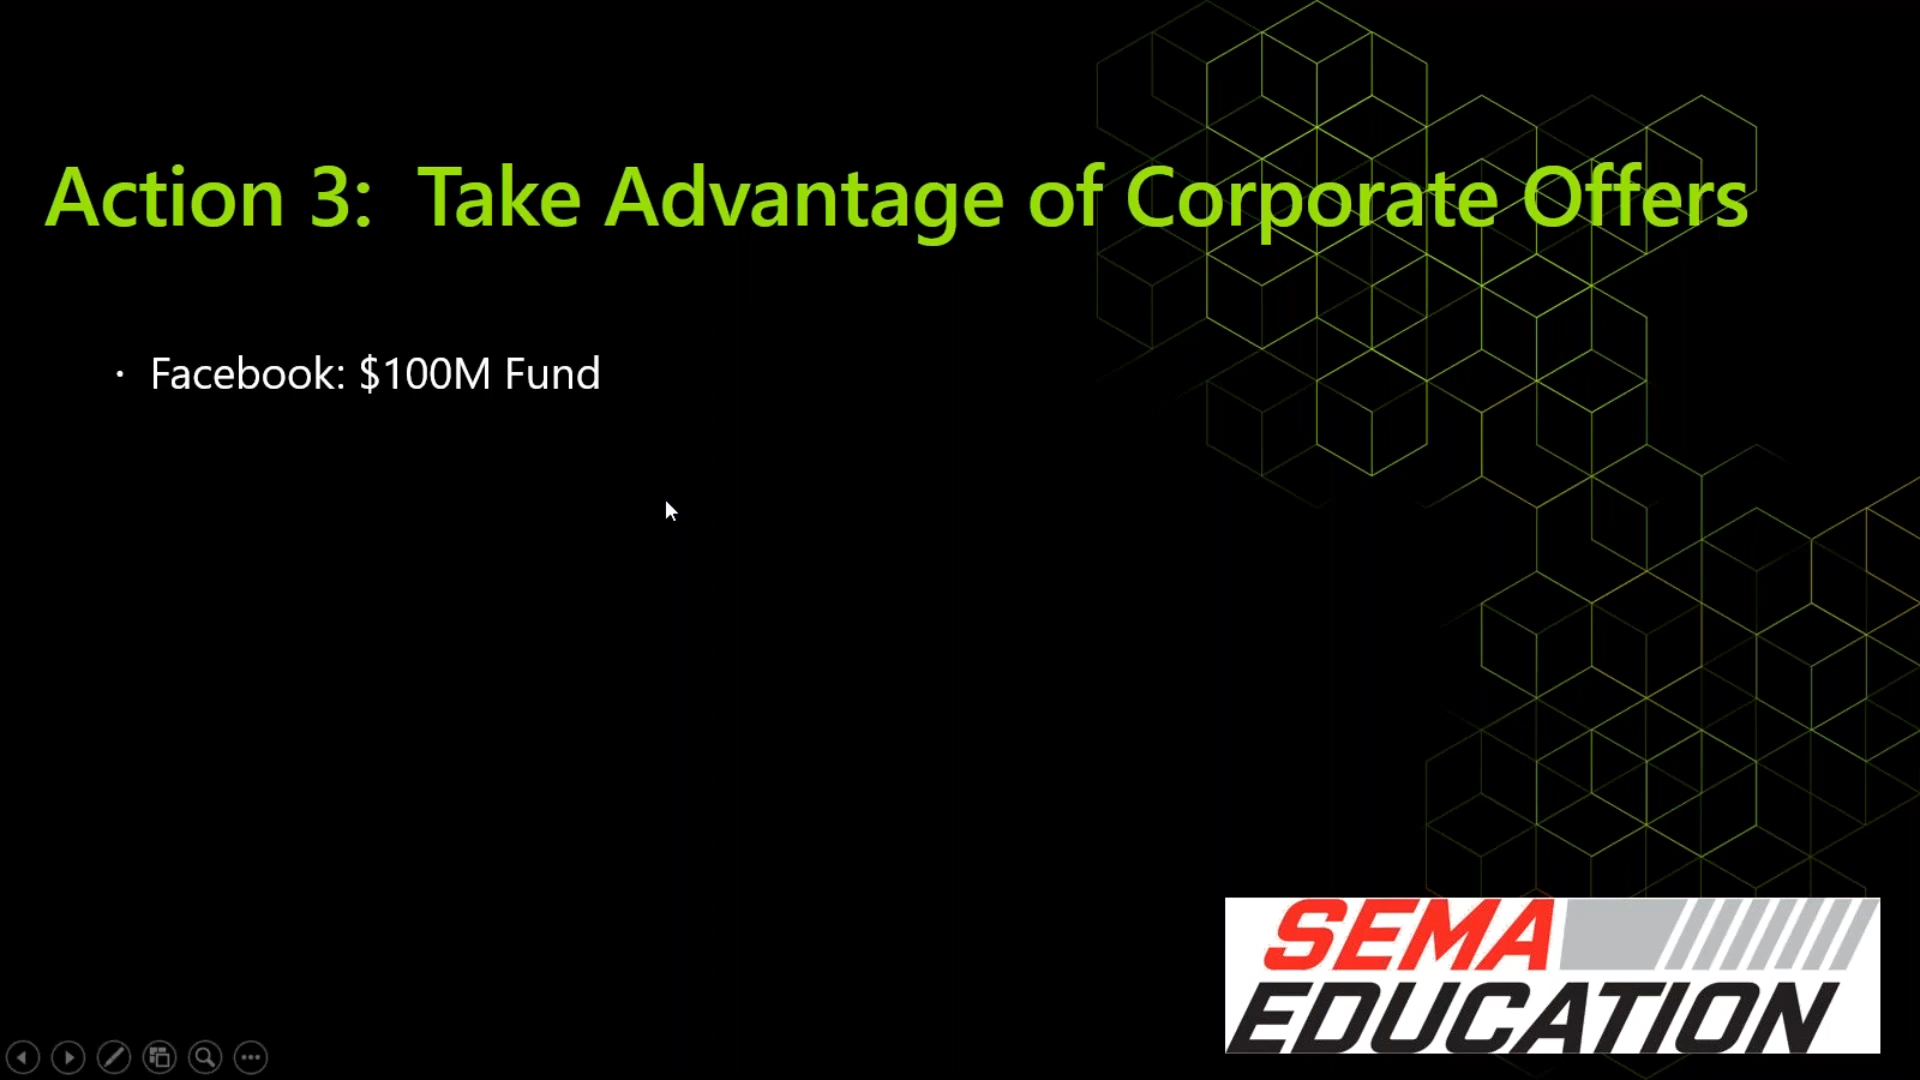 Action 3:  Take Advantage of Corporate Offers
· Facebook: $100M Fund
SEMA
EDUCATION